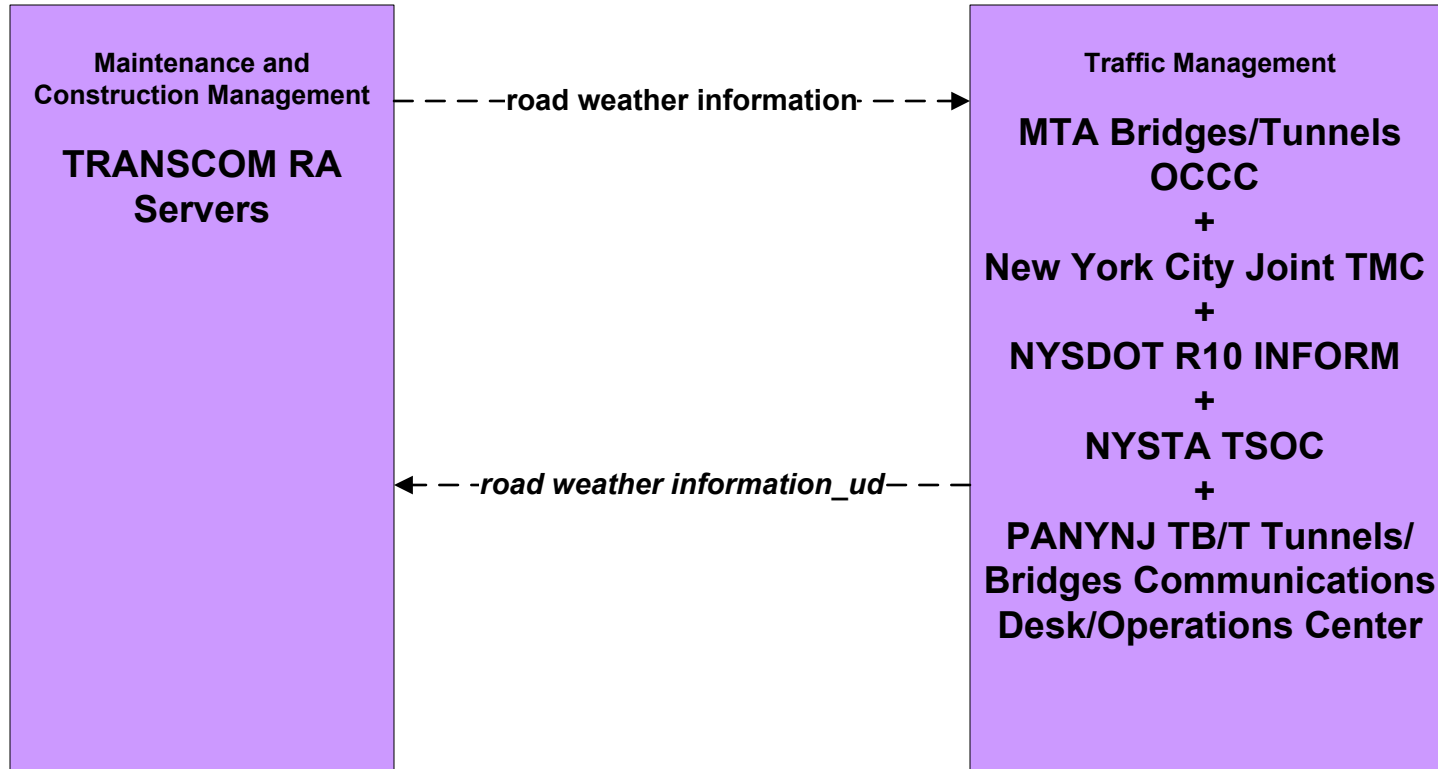 Maintenance and
Construction Management
TRANSCOM RA
Servers
road weather information
road weather information_ud
Traffic Management
MTA Bridges/Tunnels
OCCC
+
New York City Joint TMC
+
NYSDOT R10 INFORM
+
NYSTA TSOC
+
PANYNJ TB/T Tunnels/
Bridges Communications
Desk/Operations Center